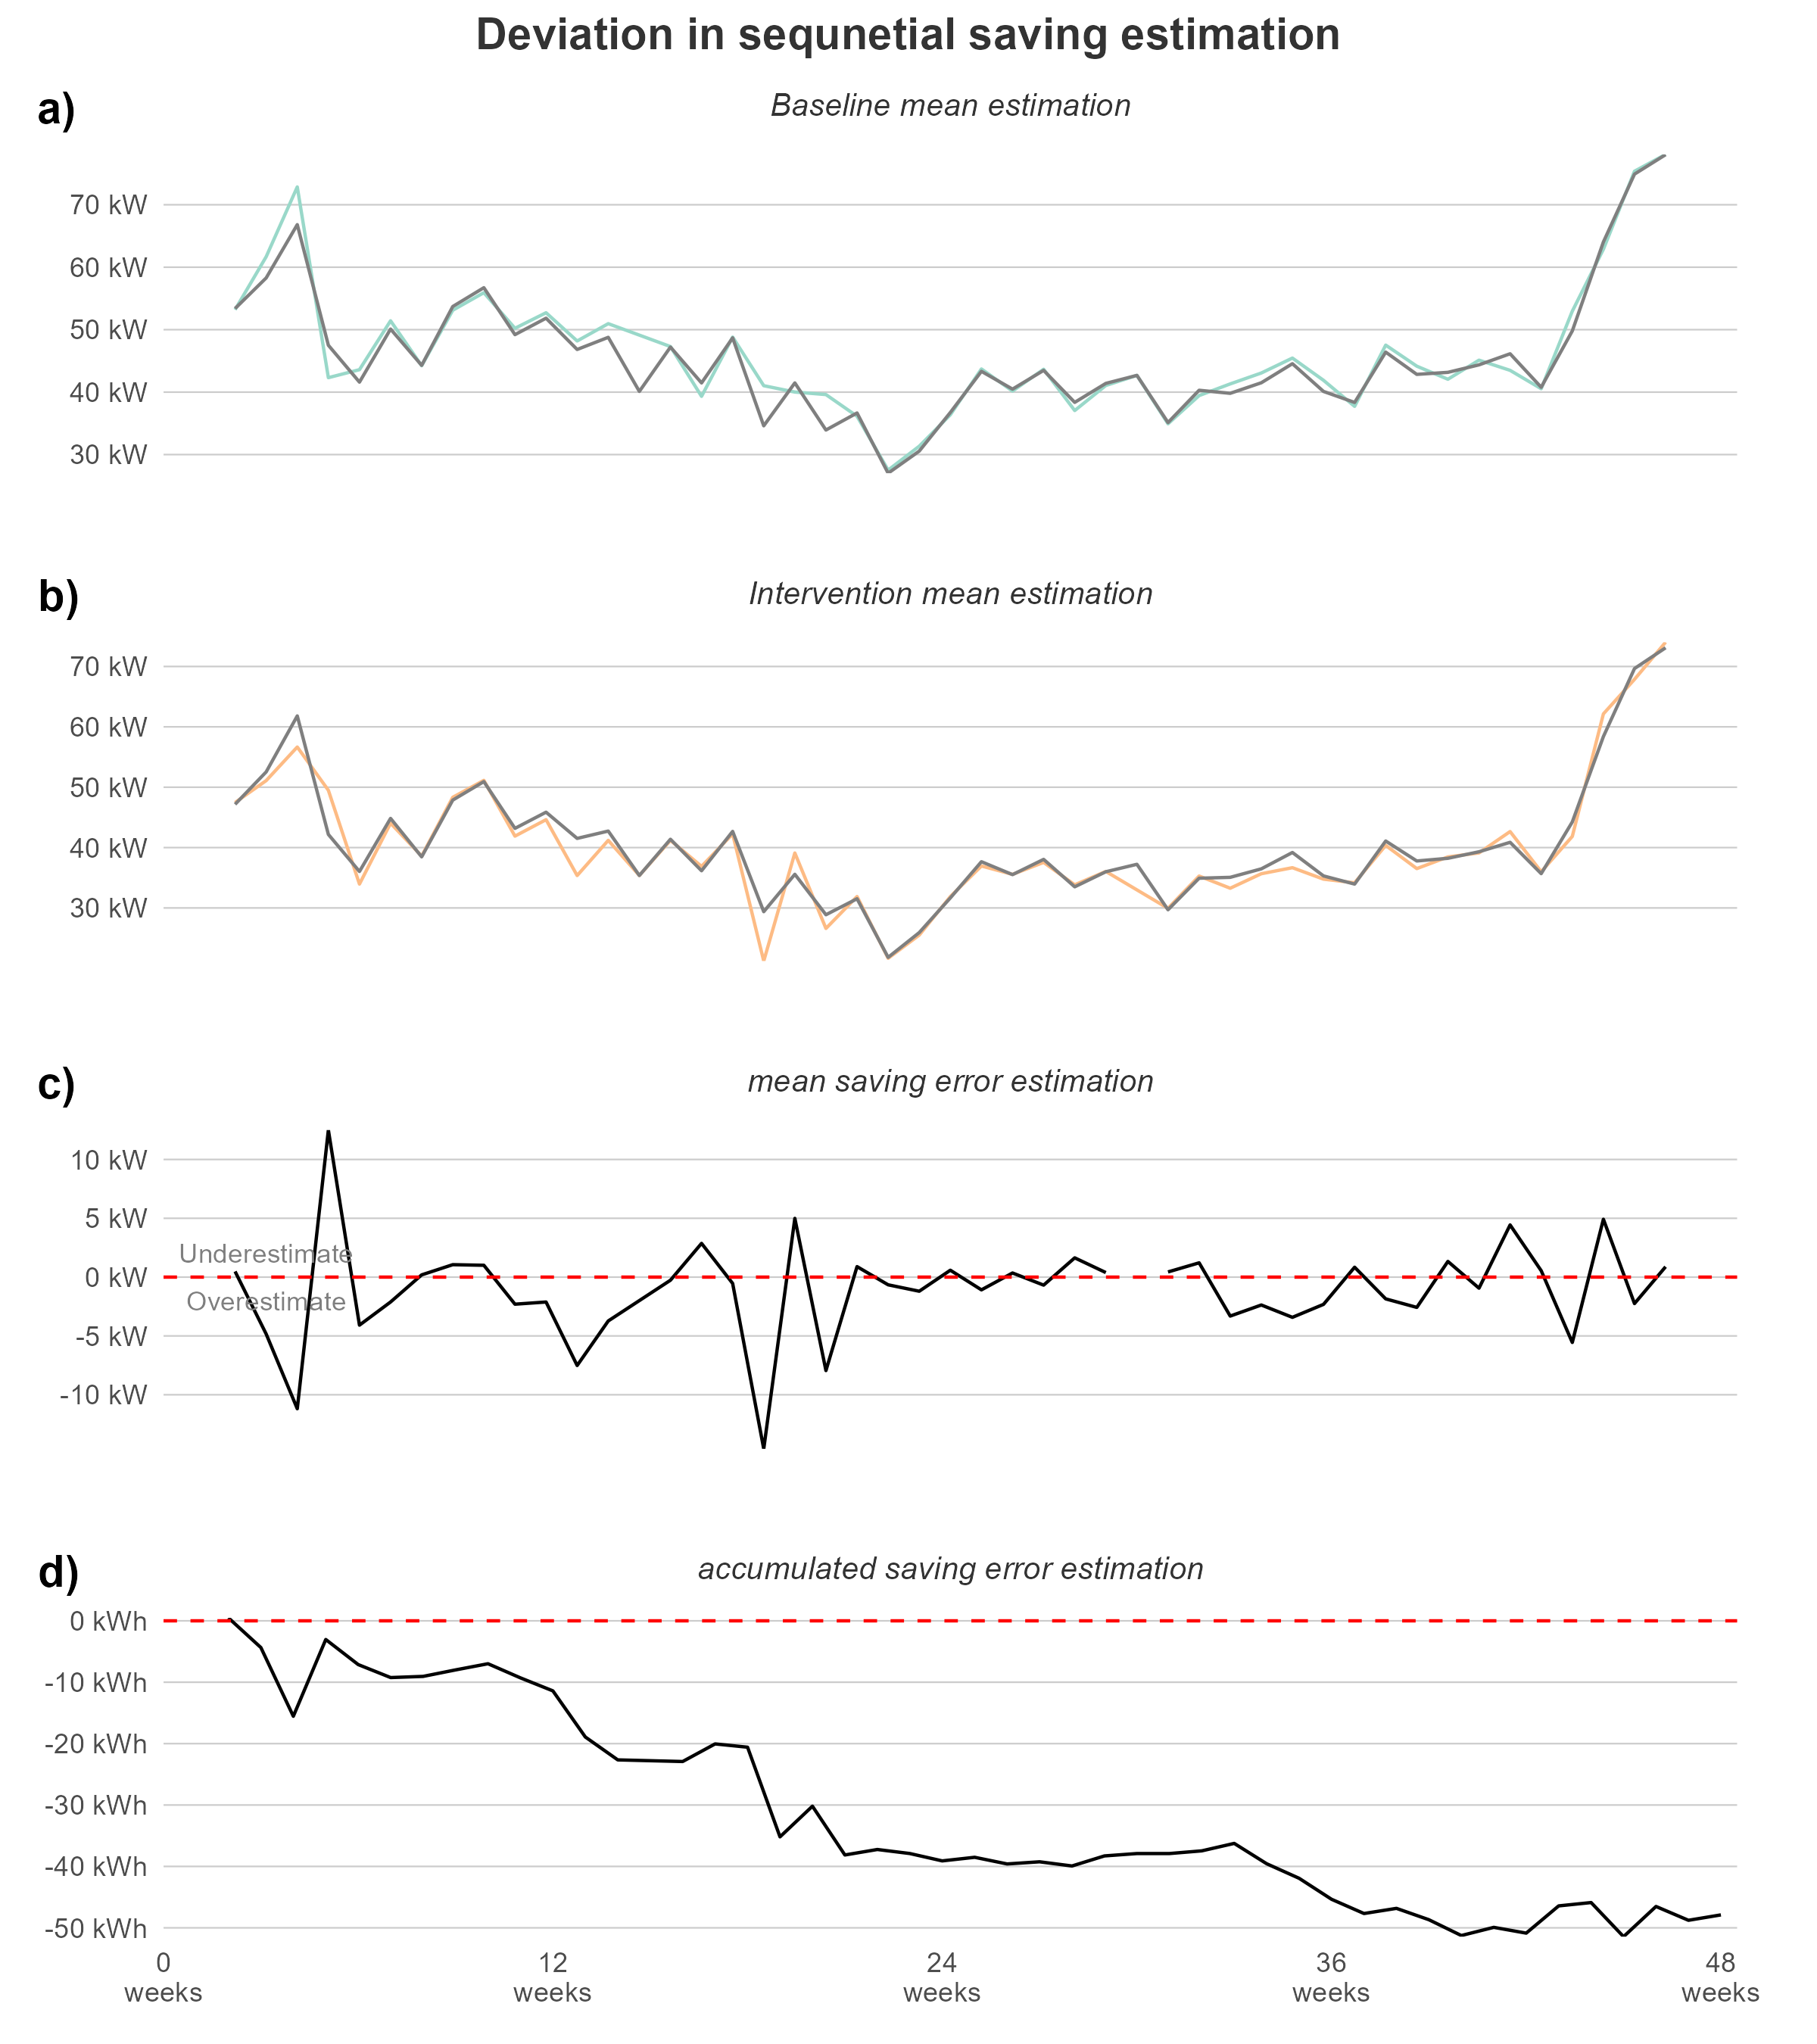 Deviation in sequnetial saving estimation
a)
Baseline mean estimation
70 kW
60 kW
50 kW
40 kW
30 kW
b)
Intervention mean estimation
70 kW
60 kW
50 kW
40 kW
30 kW
c)
mean saving error estimation
10 kW
5 kW
Underestimate
0 kW
Overestimate
-5 kW
-10 kW
d)
accumulated saving error estimation
0 kWh
-10 kWh
-20 kWh
-30 kWh
-40 kWh
-50 kWh
0 12 24 36 48
weeks weeks weeks weeks weeks